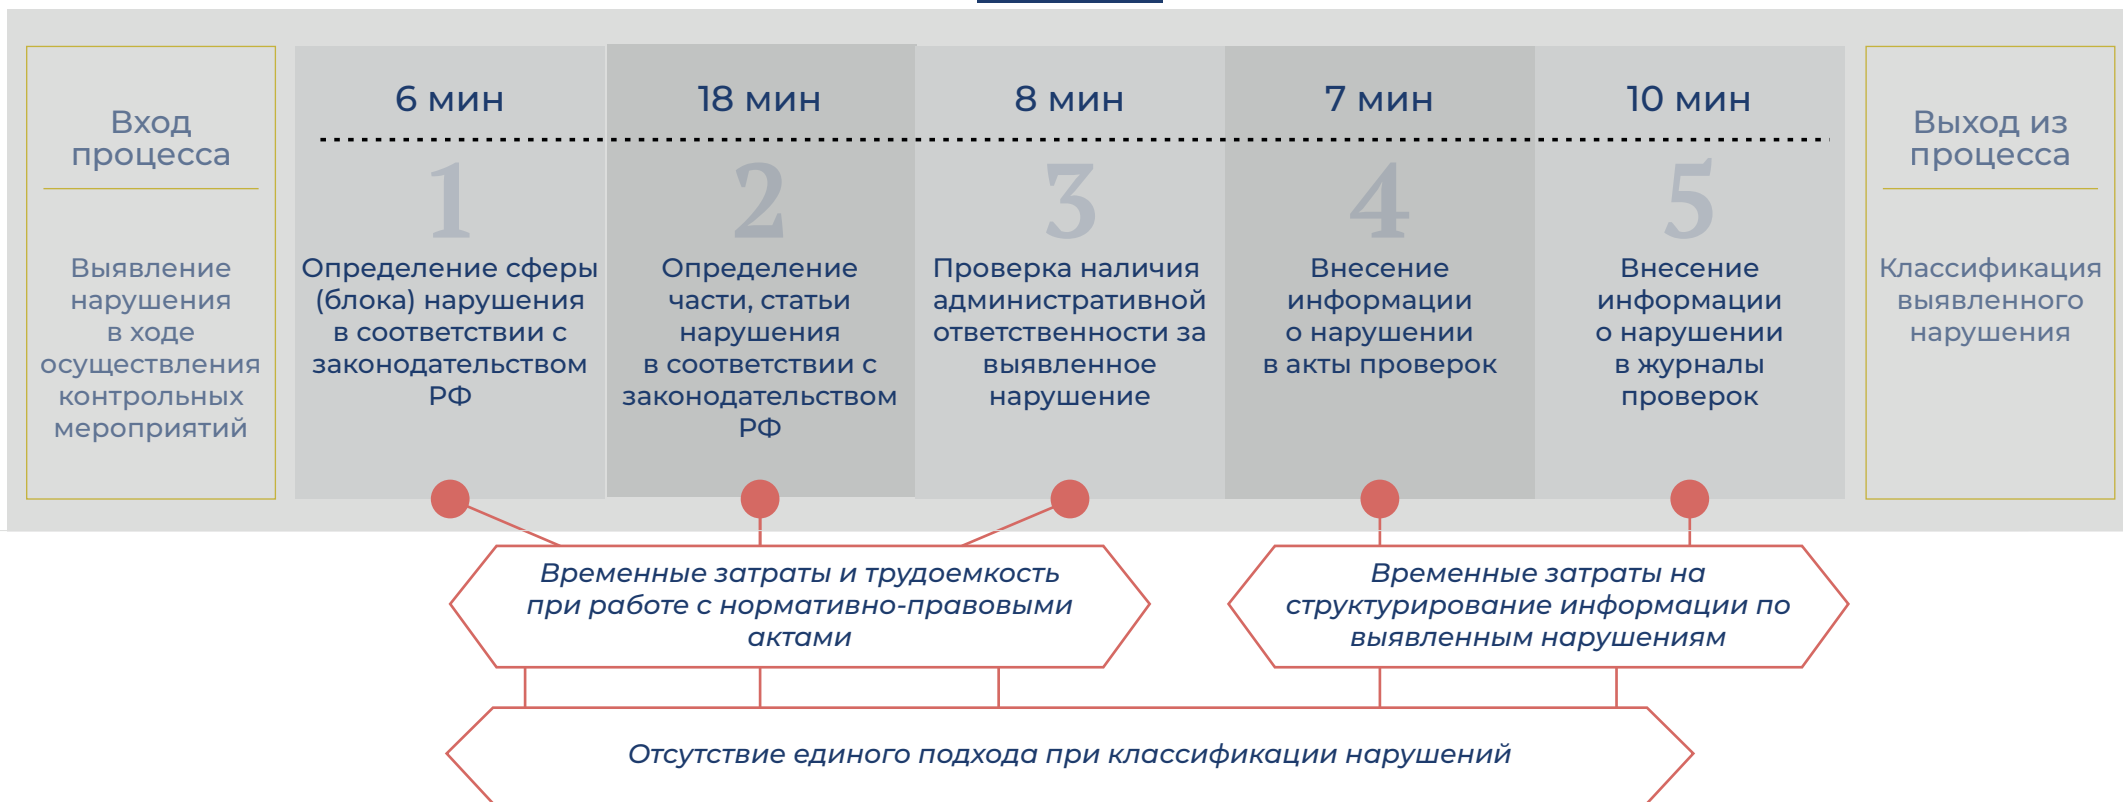 Вход
процесса
Выявление
нарушения
в ходе
осуществления
контрольных
мероприятий
6 мин
1
Определение сферы
(блока) нарушения
в соответствии с
законодательством
РФ
18 мин
2
Определение
части, статьи
нарушения
в соответствии с
законодательством
РФ
8 мин
3
Проверка наличия
административной
ответственности за
выявленное
нарушение
7 мин
4
Внесение
информации
о нарушении
в акты проверок
10 мин
5
Внесение
информации
о нарушении
в журналы
проверок
Выход из
процесса
Классификация
выявленного
нарушения
Временные затраты и трудоемкость
при работе с нормативно-правовыми
актами
Временные затраты на
структурирование информации по
выявленным нарушениям
Отсутствие единого подхода при классификации нарушений